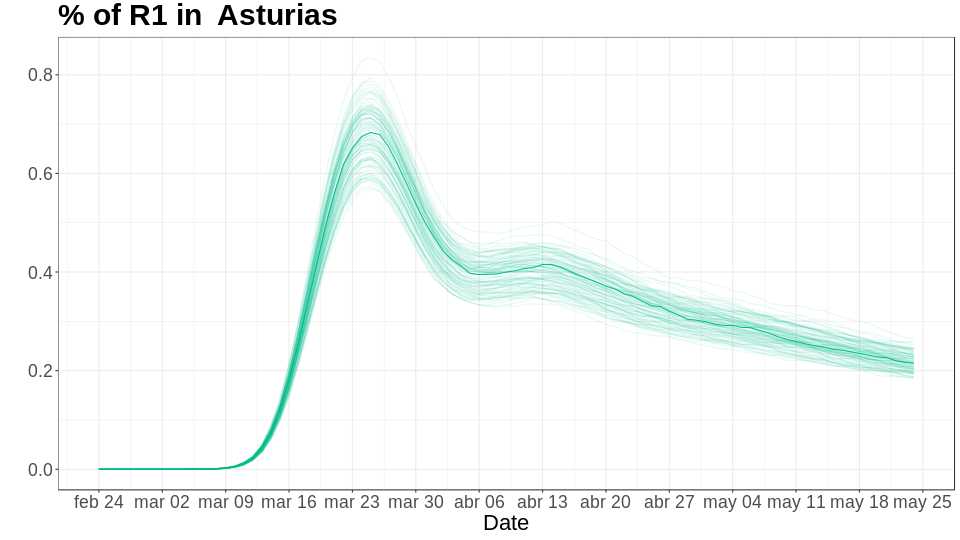 % of R1 in  Asturias
0.8
0.6
0.4
0.2
0.0
feb 24 mar 02 mar 09 mar 16 mar 23 mar 30 abr 06 abr 13 abr 20 abr 27 may 04 may 11 may 18 may 25
Date